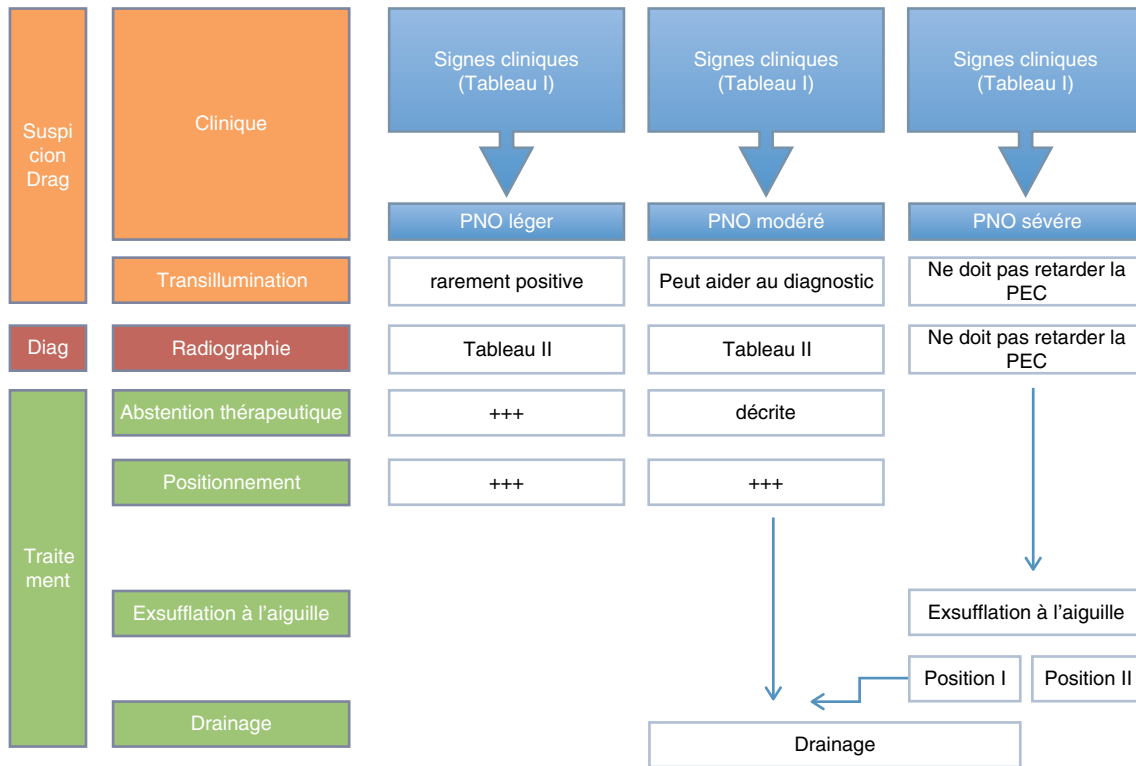 Suspi
cion
Drag
Clinique
Signes cliniques
(Tableau I)
Signes cliniques
(Tableau I)
Signes cliniques
(Tableau I)
PNO léger
PNO modéré
PNO sévére
Transillumination
rarement positive
Peut aider au diagnostic
Ne doit pas retarder la
PEC
Diag
Radiographie
Tableau II
Tableau II
Ne doit pas retarder la
PEC
Traite
ment
Abstention thérapeutique
+++
décrite
Positionnement
+++
+++
Exsufflation à l’aiguille
Exsufflation à l’aiguille
Position I
Position II
Drainage
Drainage